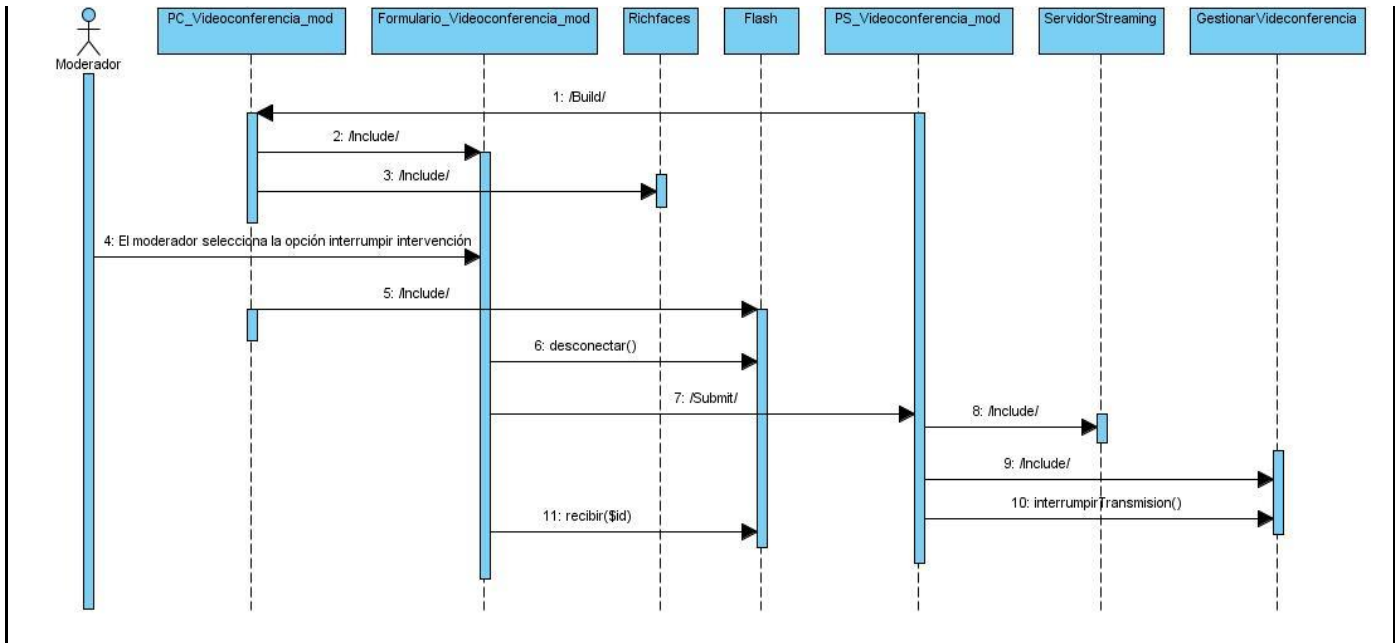 PC_Videoconferencia_mod
Formulario_Videoconferencia_mod
Richfaces
Flash
PS_Videoconferencia_mod
ServidorStreaming
GestionarVideconferencia
Moderador
1: /Build/
2: /Include/
3: /Include/
4: El moderador selecciona la opción interrumpir intervención
5: /Include/
6: desconectar()
7: /Submit/
8: /Include/
9: /Include/
10: interrumpirTransmision()
11: recibir($id)